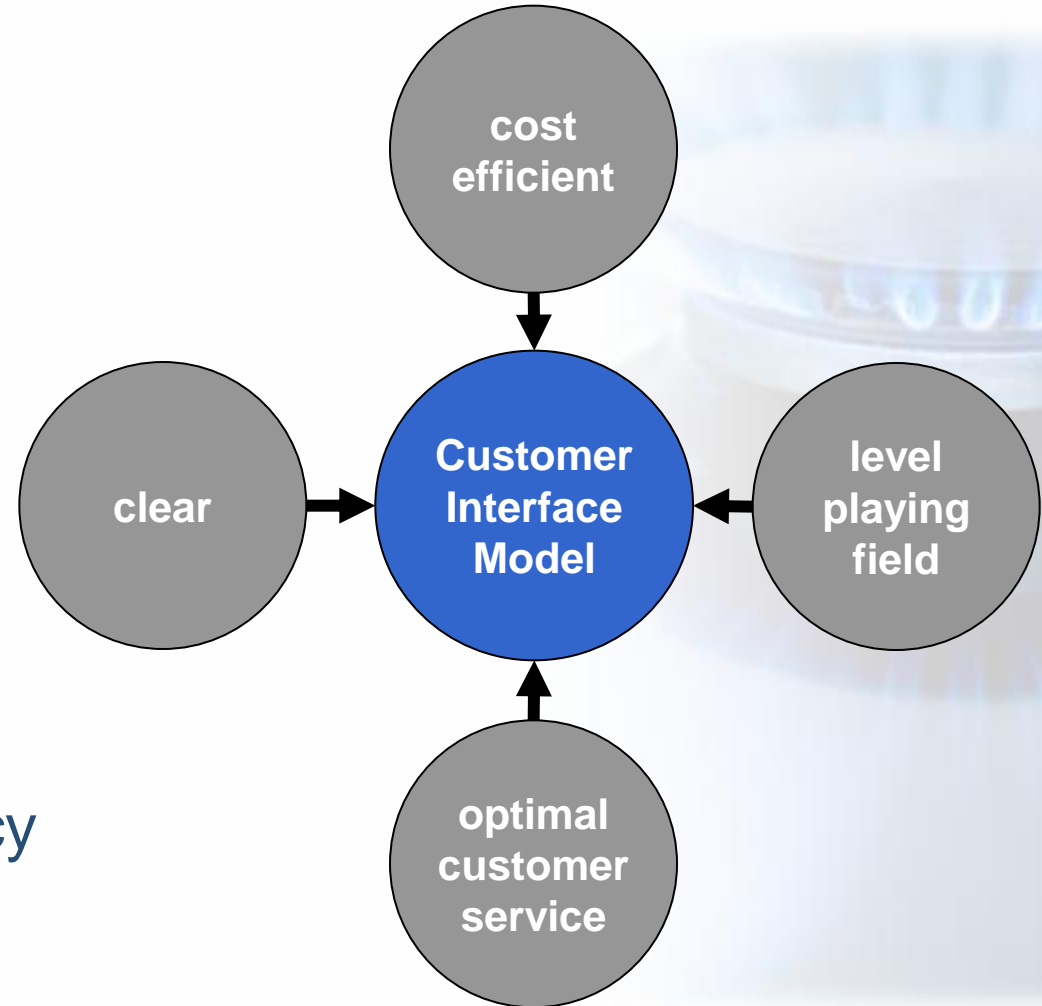 cost
efficient
clear
Customer
Interface
Model
level
playing
field
optimal
customer
service